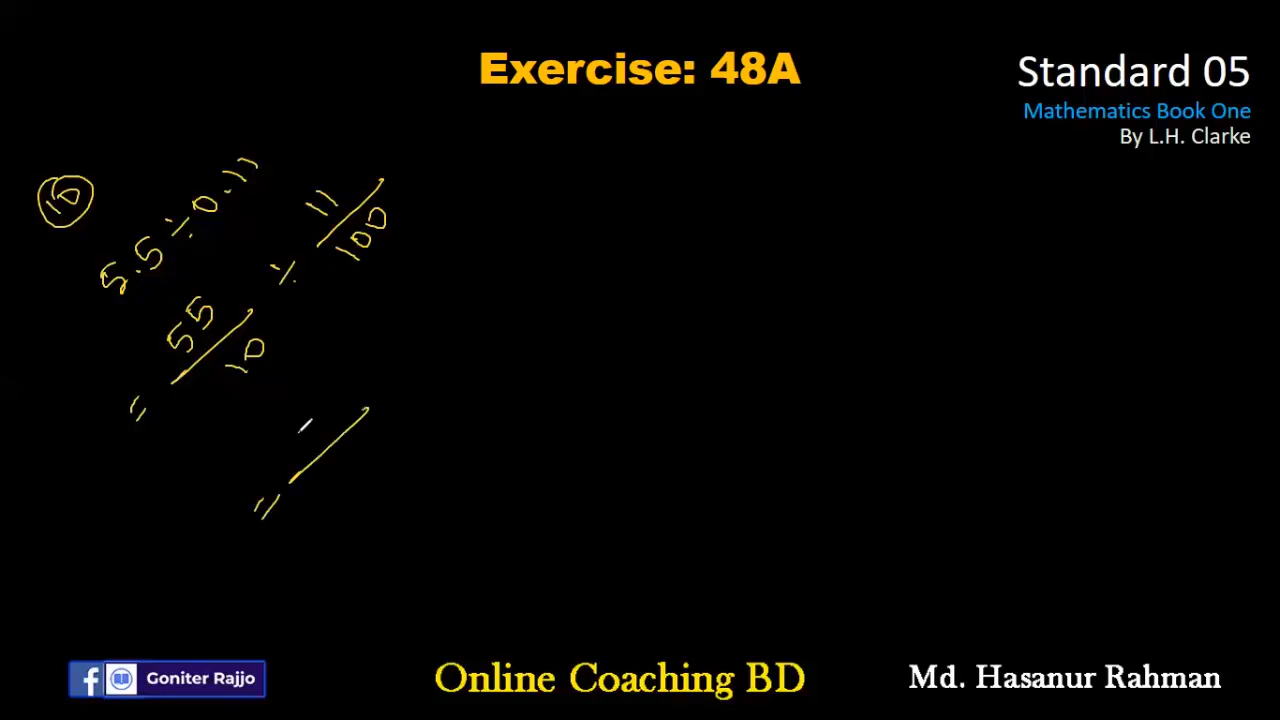 Exercise: 48A
Standard 05
Mathematics Book One
By L.H. Clarke
10
5.5 ÷ 0.11
= 55/10 ÷ 11/100
=
Goniter Rajjo
Online Coaching BD
Md. Hasanur Rahman